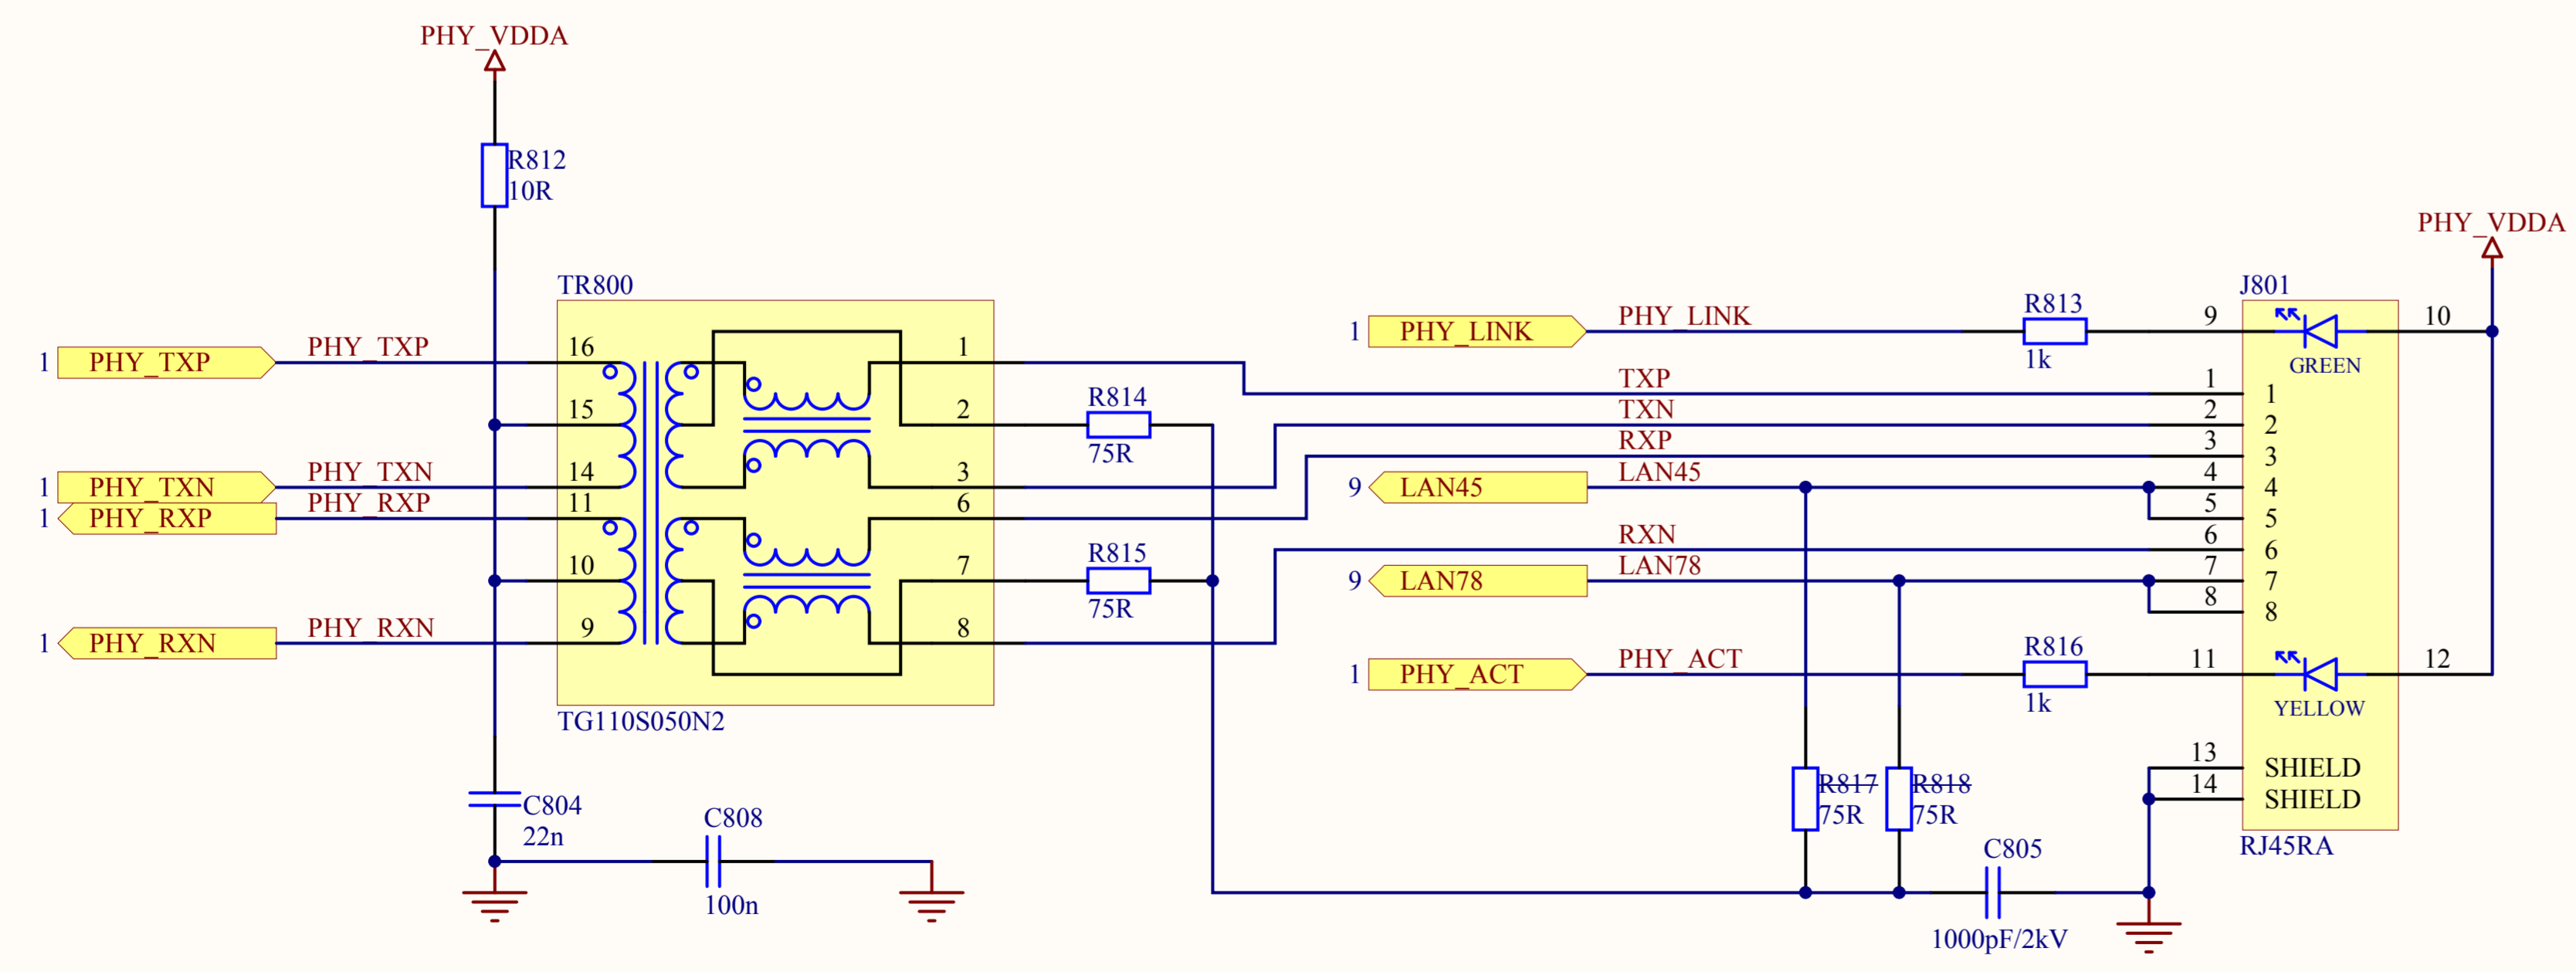 PHY_VDDA
R812
10R
PHY_VDDA
TR800
J801
1 PHY_LINK
PHY_LINK
R813
1k
9
10
GREEN
1 PHY_TXP
PHY_TXP
16
1
TXP
1
1
15
2
R814
75R
TXN
2
2
RXP
3
3
1 PHY_TXN
PHY_TXN
14
3
9 LAN45
LAN45
4
4
1 PHY_RXP
PHY_RXP
11
6
5
5
RXN
6
6
10
7
R815
75R
9 LAN78
LAN78
7
7
8
8
1 PHY_RXN
PHY_RXN
9
8
1 PHY_ACT
PHY_ACT
R816
1k
11
12
YELLOW
TG110S050N2
13
SHIELD
14
SHIELD
R817
75R
R818
75R
C804
22n
C808
100n
RJ45RA
C805
1000pF/2kV